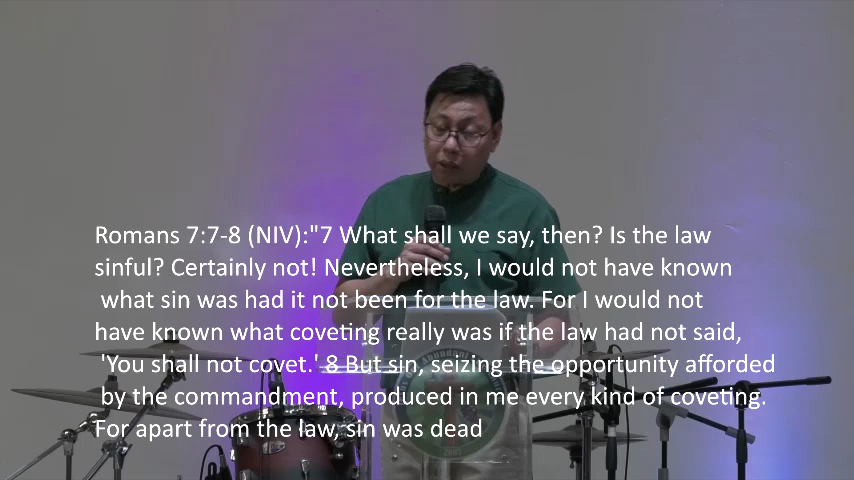 Romans 7:7-8 (NIV):"7 What shall we say, then? Is the law
sinful? Certainly not! Nevertheless, I would not have known
what sin was had it not been for the law. For I would not
have known what coveting really was if the law had not said,
'You shall not covet.' 8 But sin, seizing the opportunity afforded
by the commandment, produced in me every kind of coveting.
For apart from the law, sin was dead